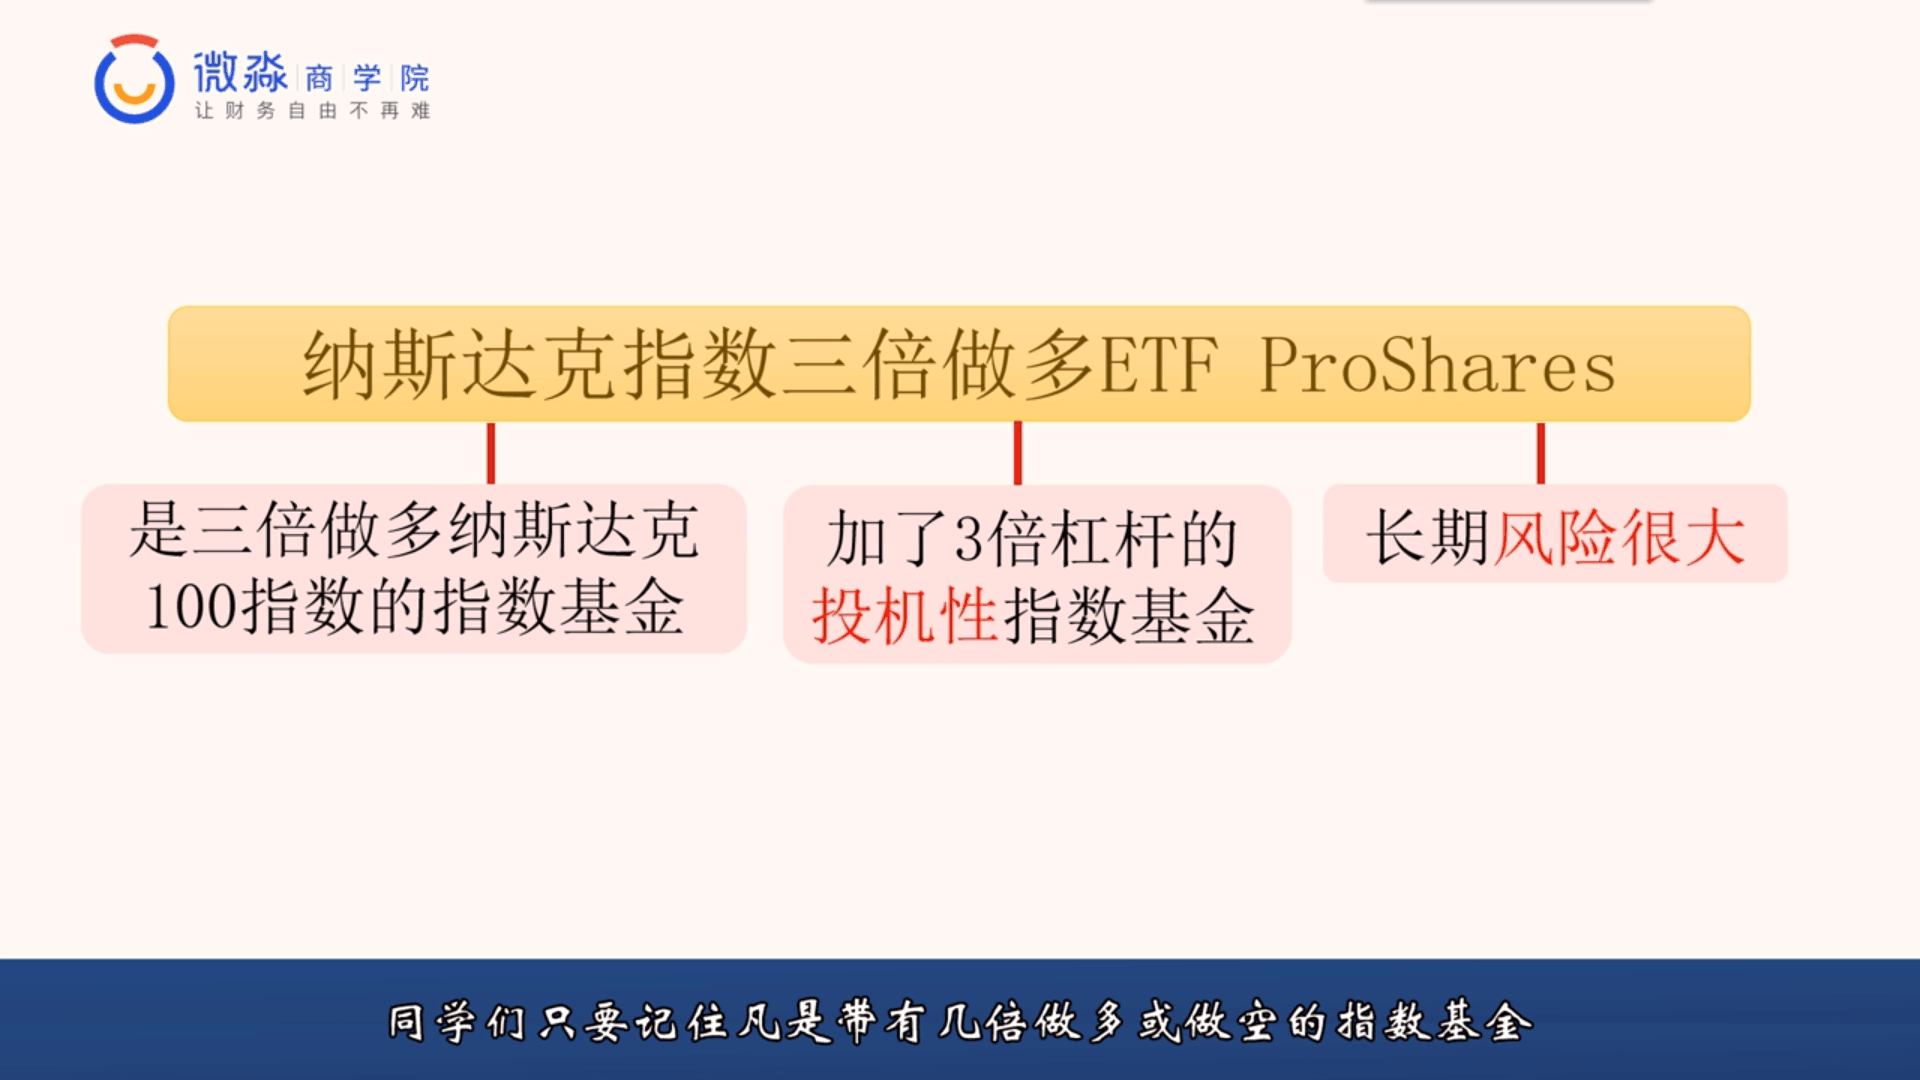 微淼商学院
让财务自由不再难
纳斯达克指数三倍做多ETF ProShares
是三倍做多纳斯达克
100指数的指数基金
加了3倍杠杆的
投机性指数基金
长期风险很大
同学们只要记住凡是带有几倍做多或做空的指数基金